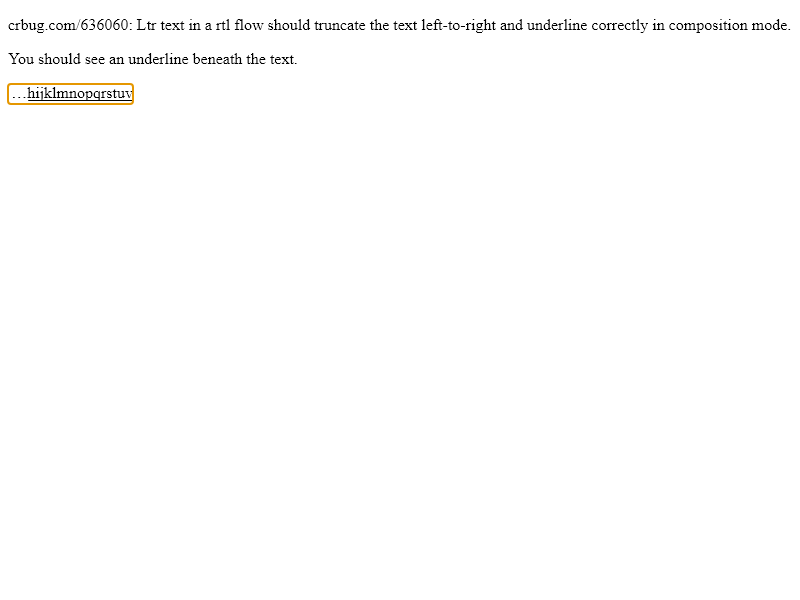 crbug.com/636060: Ltr text in a rtl flow should truncate the text left-to-right and underline correctly in composition mode.
You should see an underline beneath the text.
…hijklmnopqrstuv